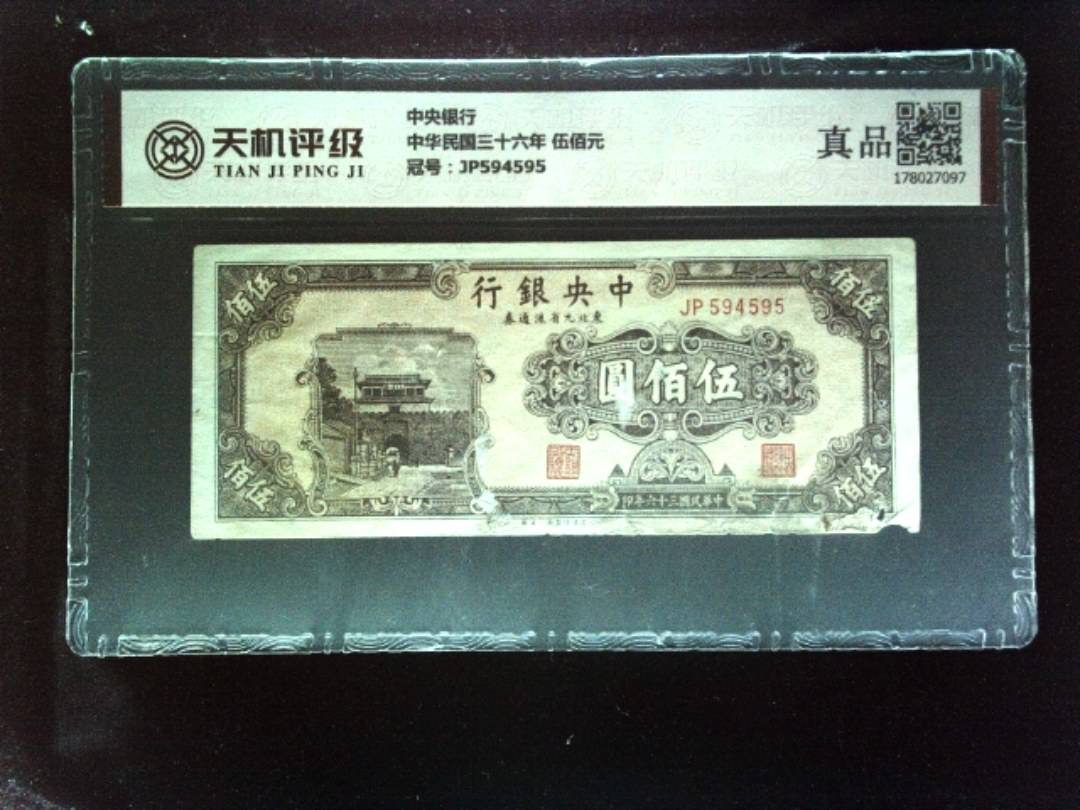 天机评级
TIAN JI PING JI
中央银行
中华民国三十六年 伍佰元
冠号：JP594595
真品
178027097
行銀央中
券通流省九北東
JP 594595
佰伍
佰伍
圓佰伍
佰伍
佰伍
印年六十三國民華中